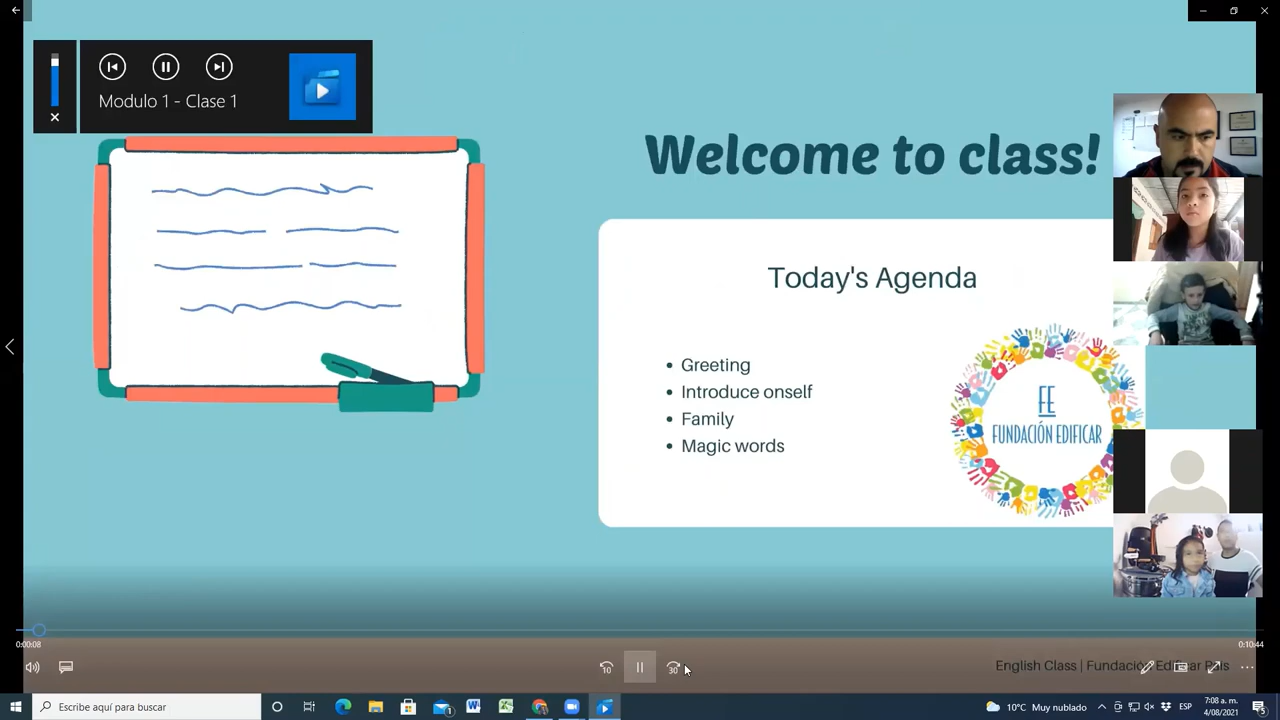 Modulo 1 - Clase 1
Welcome to class!
Today's Agenda
• Greeting
• Introduce onself
• Family
• Magic words
FE
FUNDACIÓN EDIFICAR
0:00:08
0:10:44
10
30
English Class | Fundación Edificar País
Escribe aquí para buscar
10°C Muy nublado
ESP
7:08 a. m.
4/08/2021